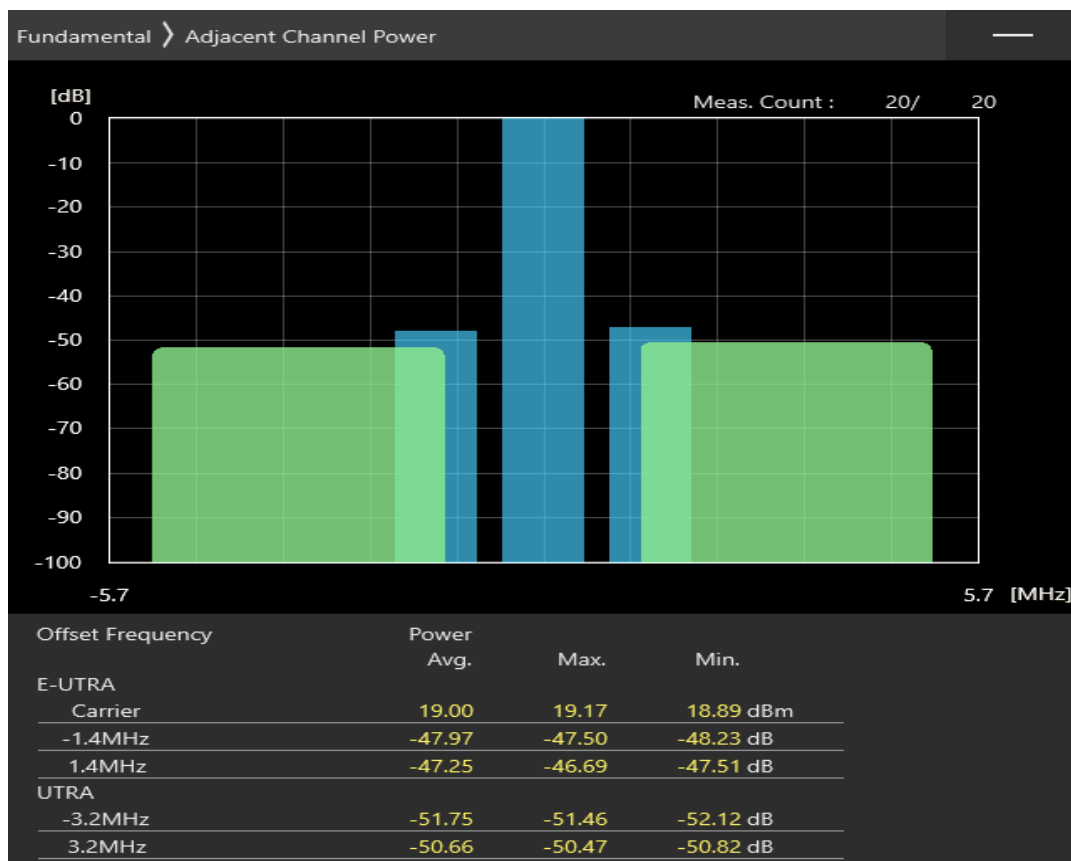 Fundamental 〉 Adjacent Channel Power
[dB]
Meas. Count : 20/ 20
0
-10
-20
-30
-40
-50
-60
-70
-80
-90
-100
-5.7 5.7 [MHz]
Offset Frequency Power
Avg. Max. Min.
E-UTRA
Carrier 19.00 19.17 18.89 dBm
-1.4MHz -47.97 -47.50 -48.23 dB
1.4MHz -47.25 -46.69 -47.51 dB
UTRA
-3.2MHz -51.75 -51.46 -52.12 dB
3.2MHz -50.66 -50.47 -50.82 dB